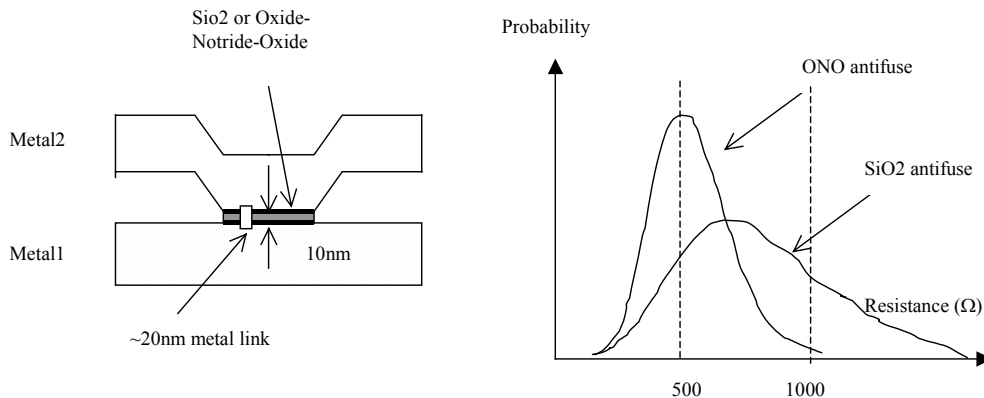 Sio2 or Oxide-
Notride-Oxide
Metal2
Metal1
10nm
~20nm metal link
Probability
ONO antifuse
SiO2 antifuse
Resistance (Ω)
500
1000